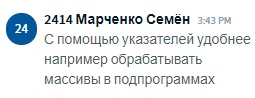 24
2414 Марченко Семён 3:43 PM
С помощью указателей удобнее
например обрабатывать
массивы в подпрограммах